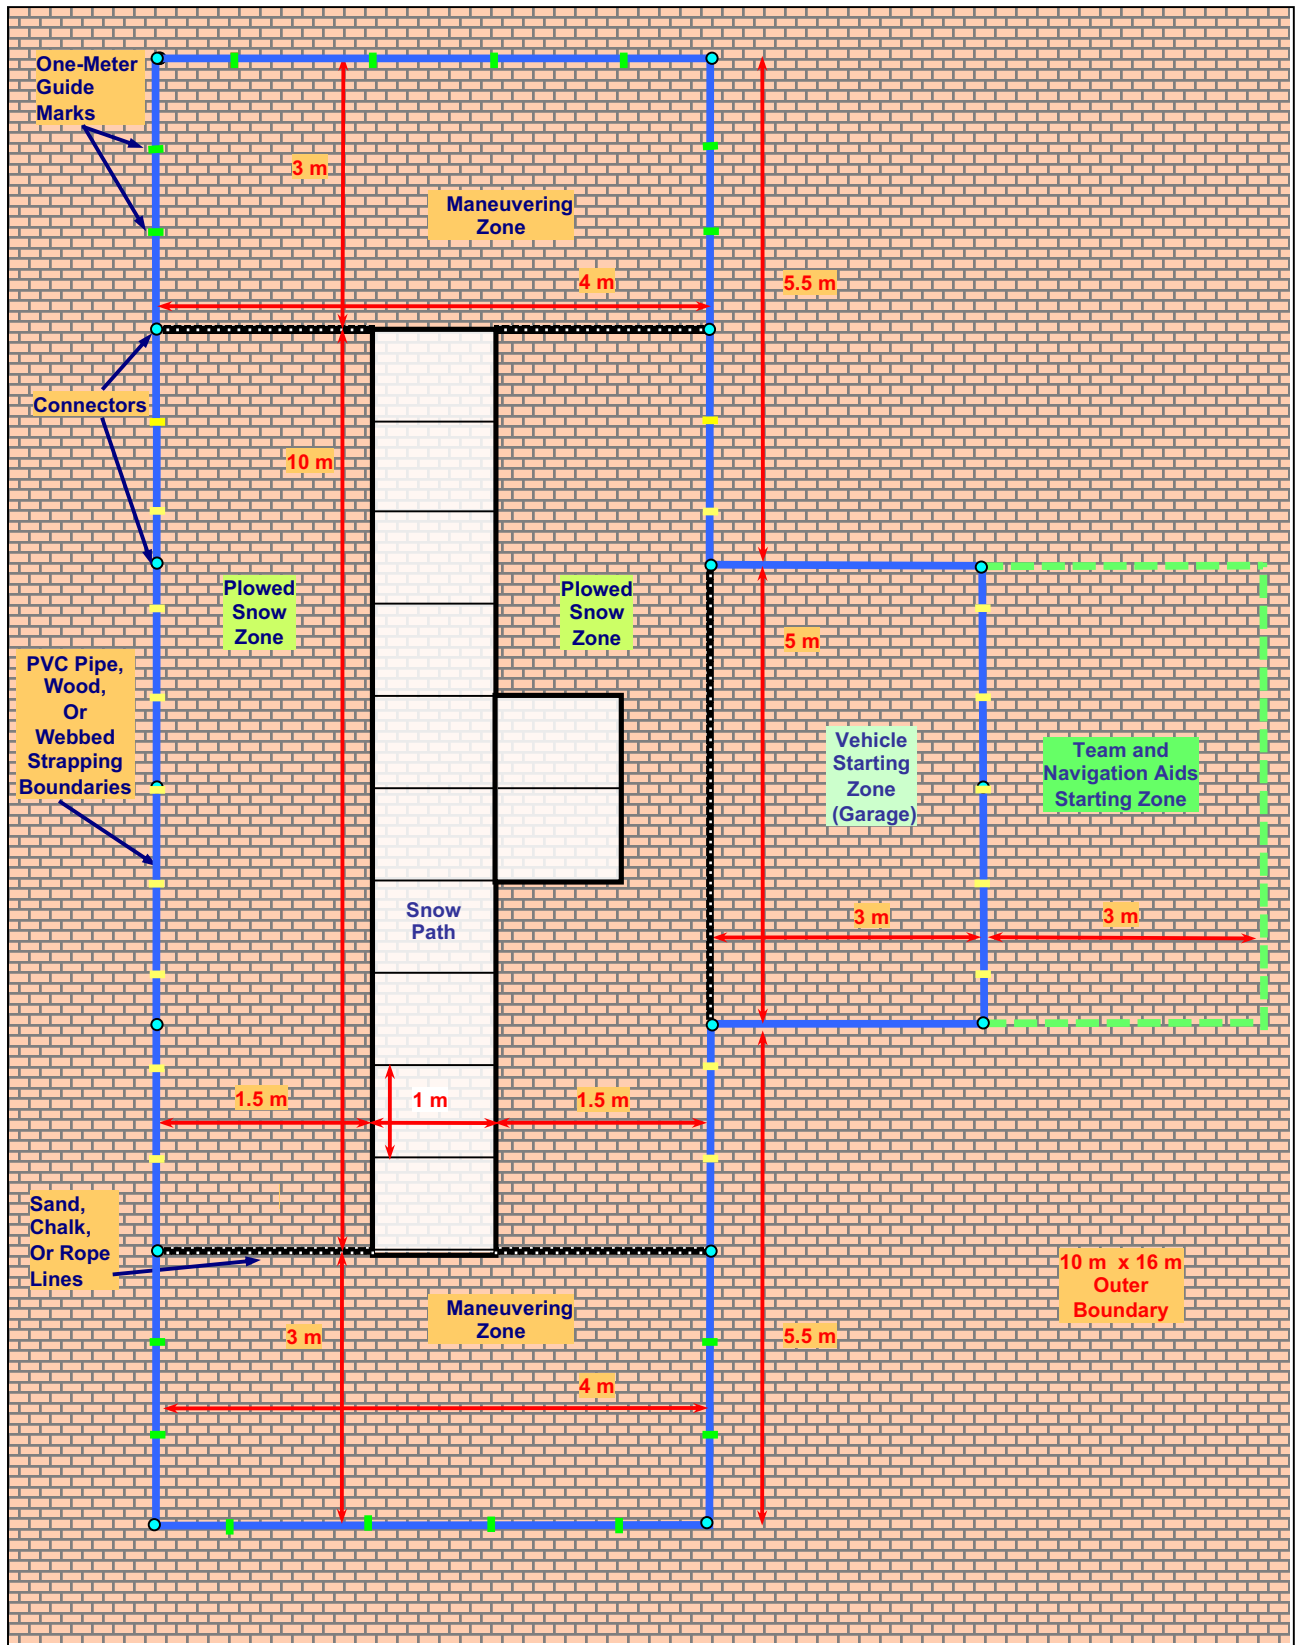 One-Meter
Guide
Marks
3 m
Maneuvering
Zone
4 m
5.5 m
Connectors
10 m
Plowed
Snow
Zone
Plowed
Snow
Zone
5 m
PVC Pipe,
Wood,
Or
Webbed
Strapping
Boundaries
Vehicle
Starting
Zone
(Garage)
Team and
Navigation Aids
Starting Zone
Snow
Path
3 m
3 m
1.5 m
1 m
1.5 m
Sand,
Chalk,
Or Rope
Lines
10 m x 16 m
Outer
Boundary
Maneuvering
Zone
3 m
5.5 m
4 m